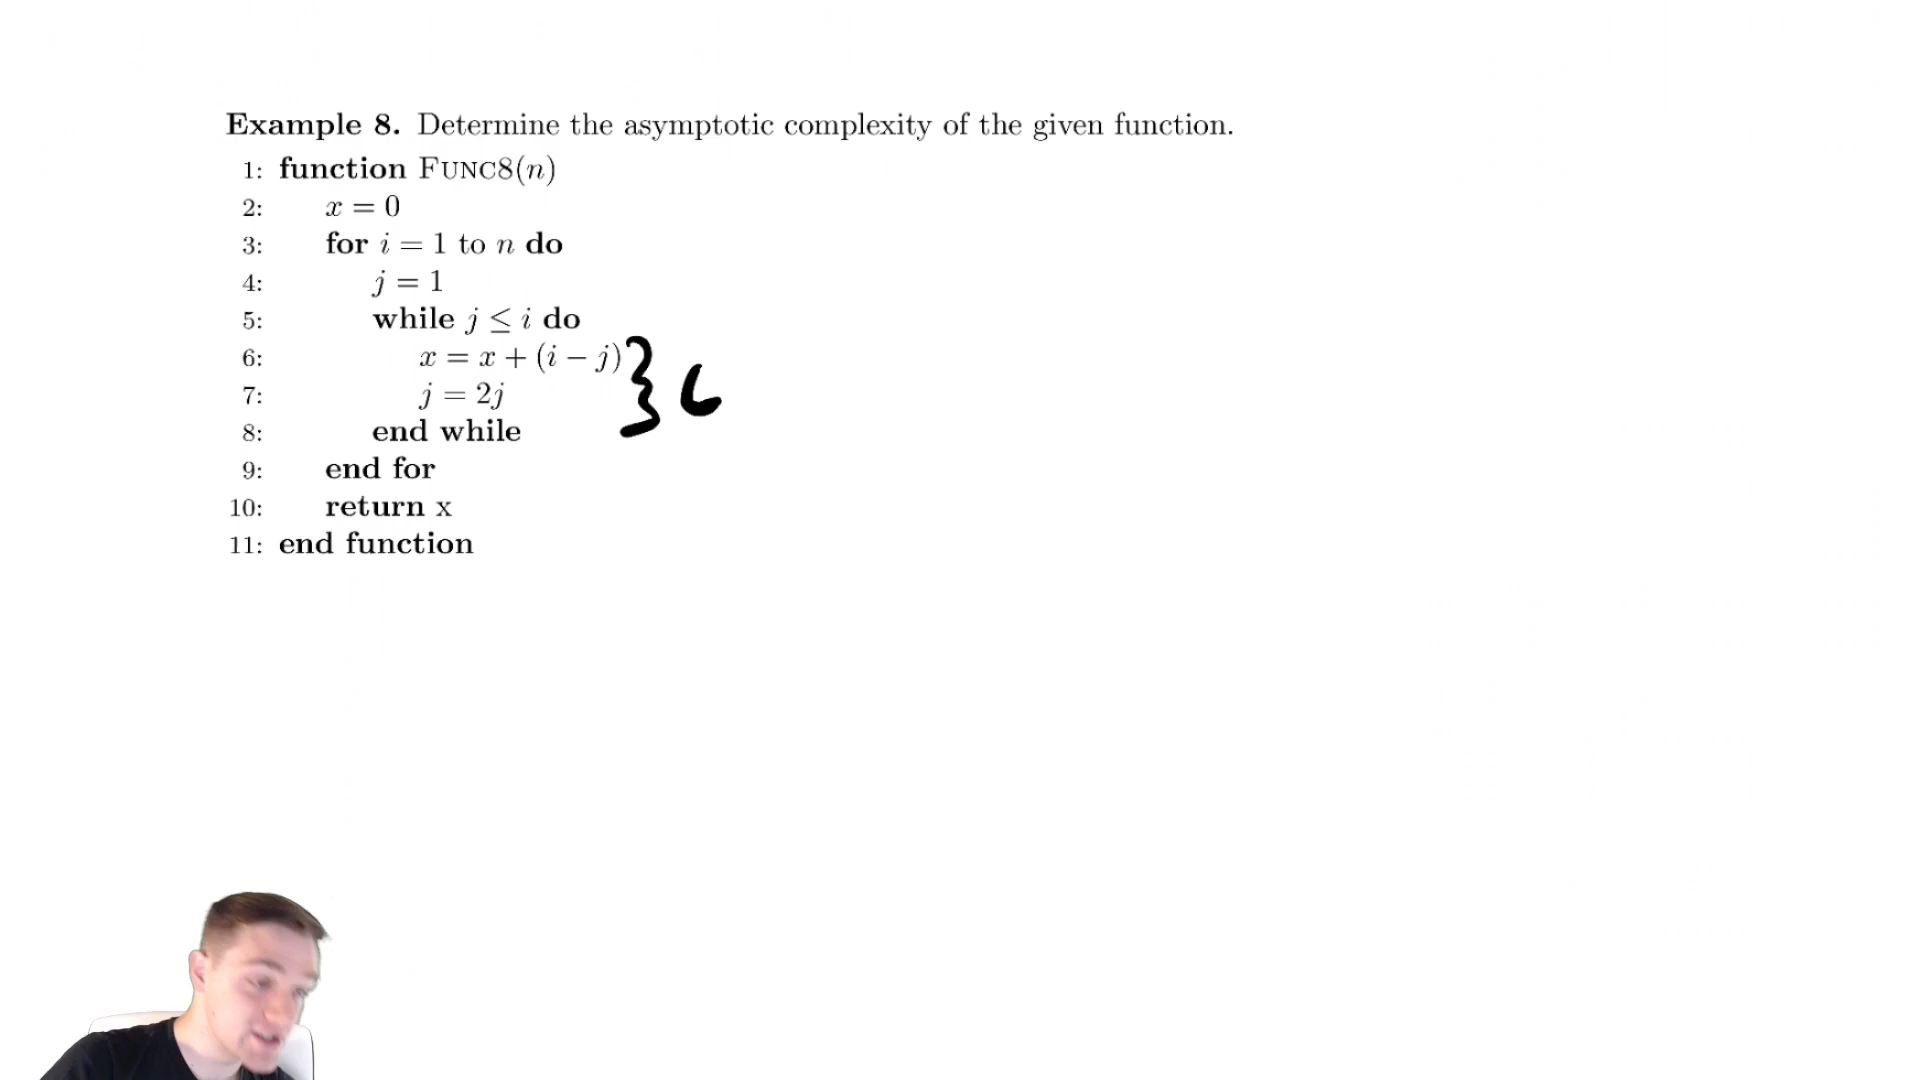 Example 8. Determine the asymptotic complexity of the given function.
1: function FUNC8(n)
2: x = 0
3: for i = 1 to n do
4: j = 1
5: while j ≤ i do
6: x = x + (i − j)
7: j = 2j
} c
8: end while
9: end for
10: return x
11: end function